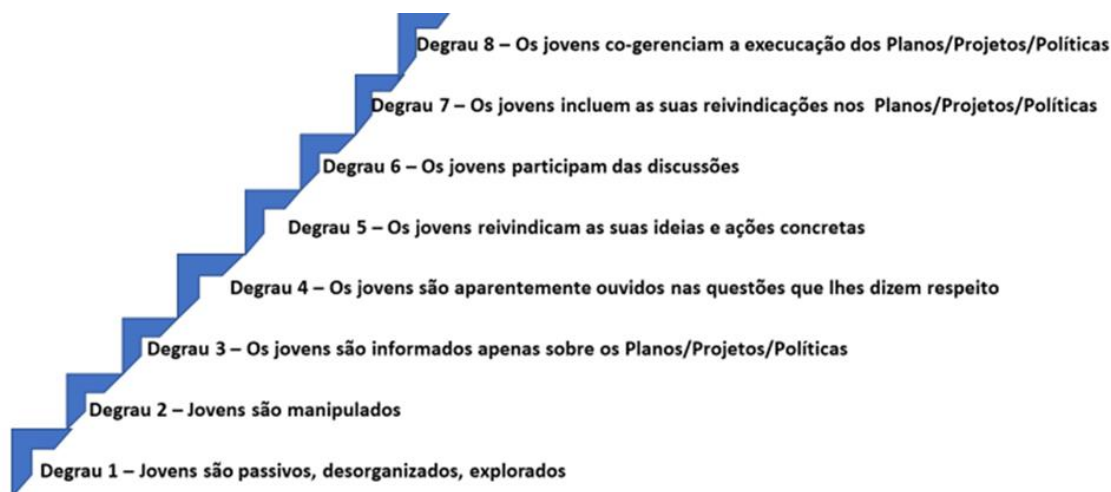 Degrau 8 – Os jovens co-gerenciam a execucação dos Planos/Projetos/Políticas
Degrau 7 – Os jovens incluem as suas reivindicações nos Planos/Projetos/Políticas
Degrau 6 – Os jovens participam das discussões
Degrau 5 – Os jovens reivindicam as suas ideias e ações concretas
Degrau 4 – Os jovens são aparentemente ouvidos nas questões que lhes dizem respeito
Degrau 3 – Os jovens são informados apenas sobre os Planos/Projetos/Políticas
Degrau 2 – Jovens são manipulados
Degrau 1 – Jovens são passivos, desorganizados, explorados